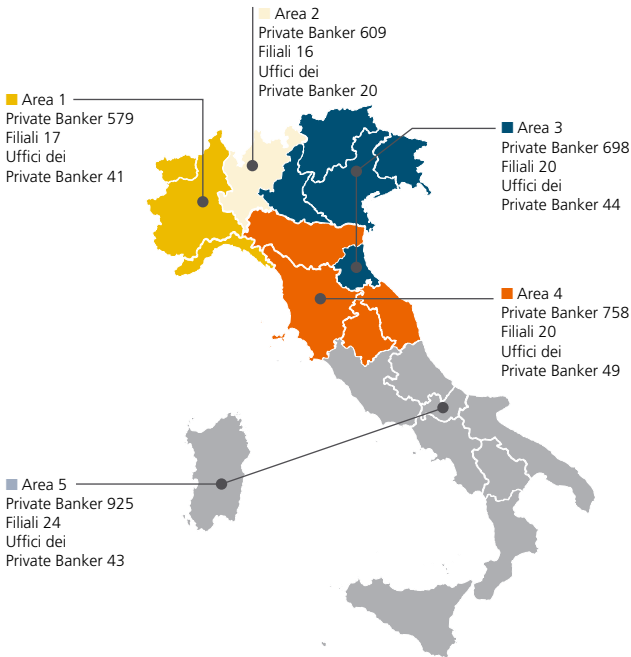 Area 2
Private Banker 609
Filiali 16
Uffici dei
Private Banker 20
Area 1
Private Banker 579
Filiali 17
Uffici dei
Private Banker 41
Area 3
Private Banker 698
Filiali 20
Uffici dei
Private Banker 44
Area 4
Private Banker 758
Filiali 20
Uffici dei
Private Banker 49
Area 5
Private Banker 925
Filiali 24
Uffici dei
Private Banker 43